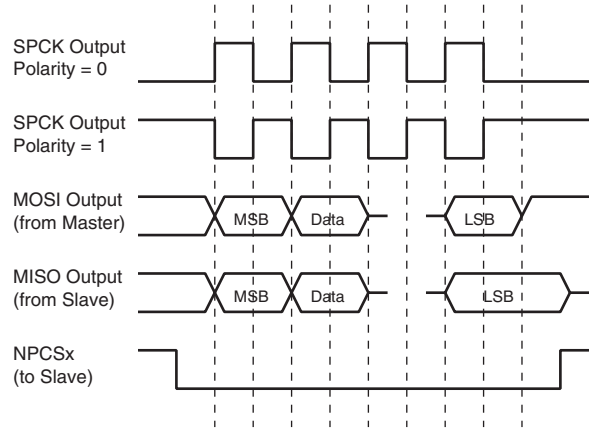 SPCK Output
Polarity = 0
SPCK Output
Polarity = 1
MOSI Output
(from Master)
MSB
Data
LSB
MISO Output
(from Slave)
MSB
Data
LSB
NPCSx
(to Slave)